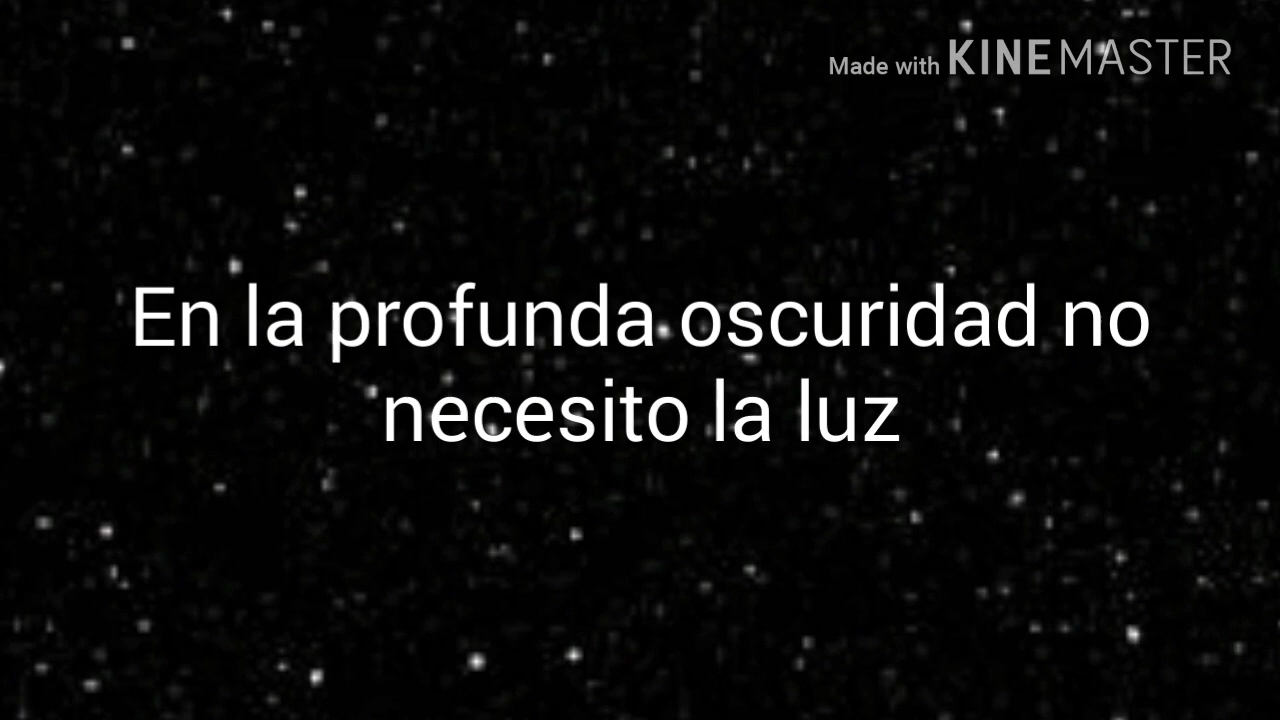 Made with KINEMASTER
En la profunda oscuridad no
necesito la luz